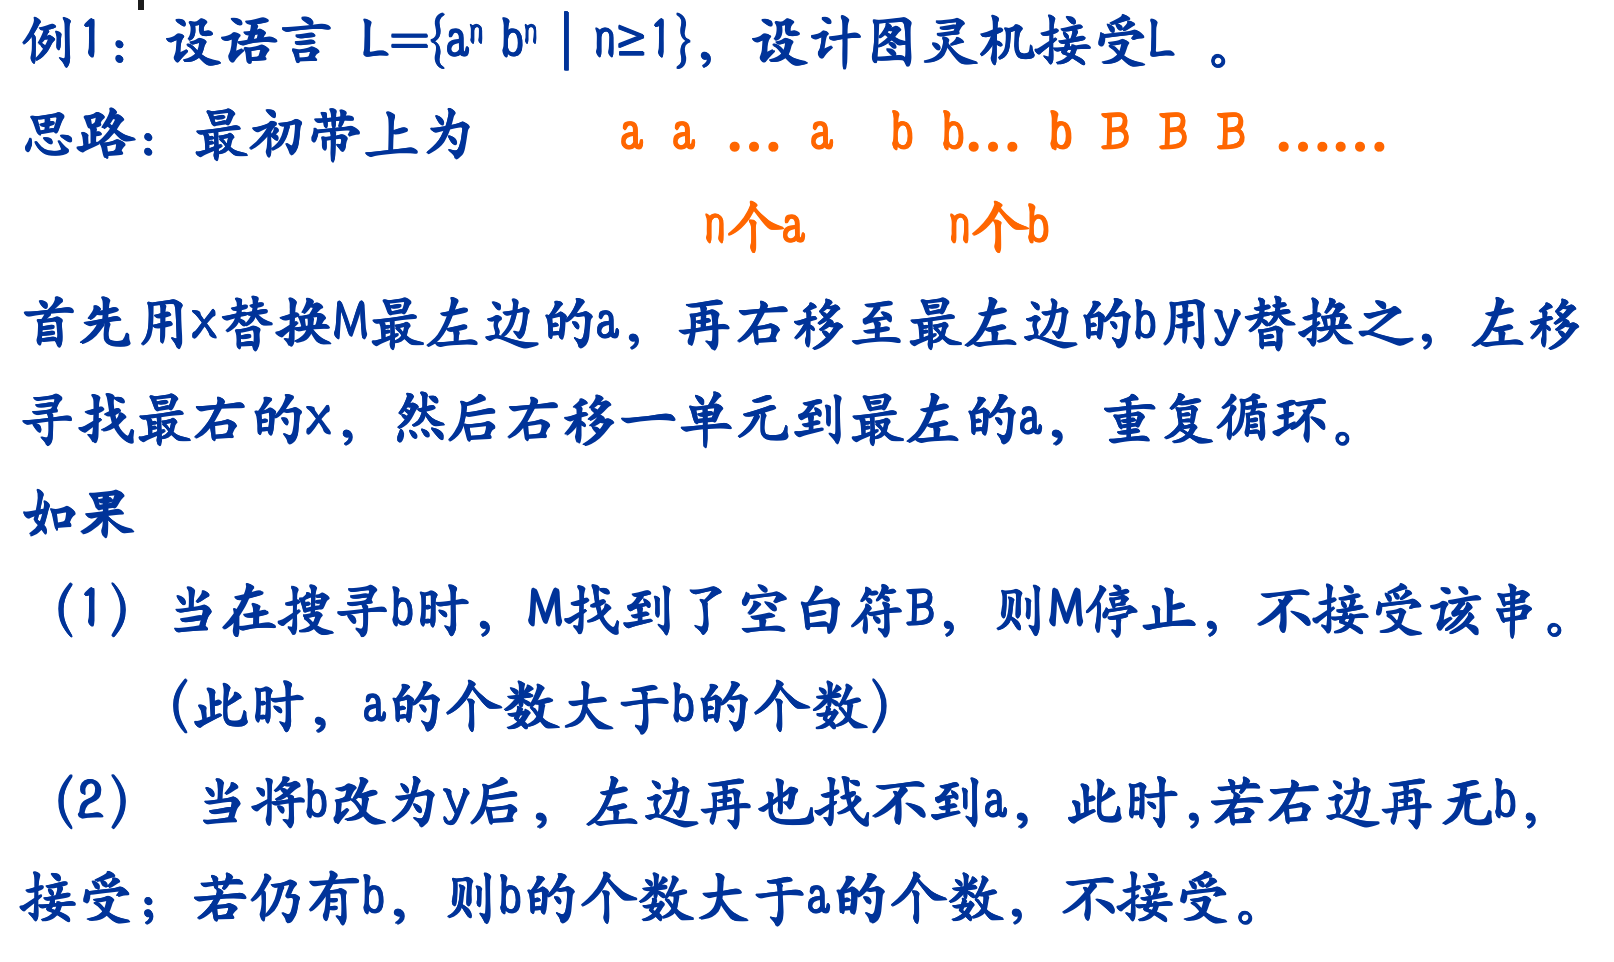 例1：设语言 L={aⁿ bⁿ | n≥1}，设计图灵机接受L 。
思路：最初带上为 a a … a b b… b B B B ……
n个a n个b
首先用x替换M最左边的a，再右移至最左边的b用y替换之，左移
寻找最右的x，然后右移一单元到最左的a，重复循环。
如果
（1）当在搜寻b时，M找到了空白符B，则M停止，不接受该串。
（此时，a的个数大于b的个数）
（2） 当将b改为y后，左边再也找不到a，此时,若右边再无b，
接受；若仍有b，则b的个数大于a的个数，不接受。